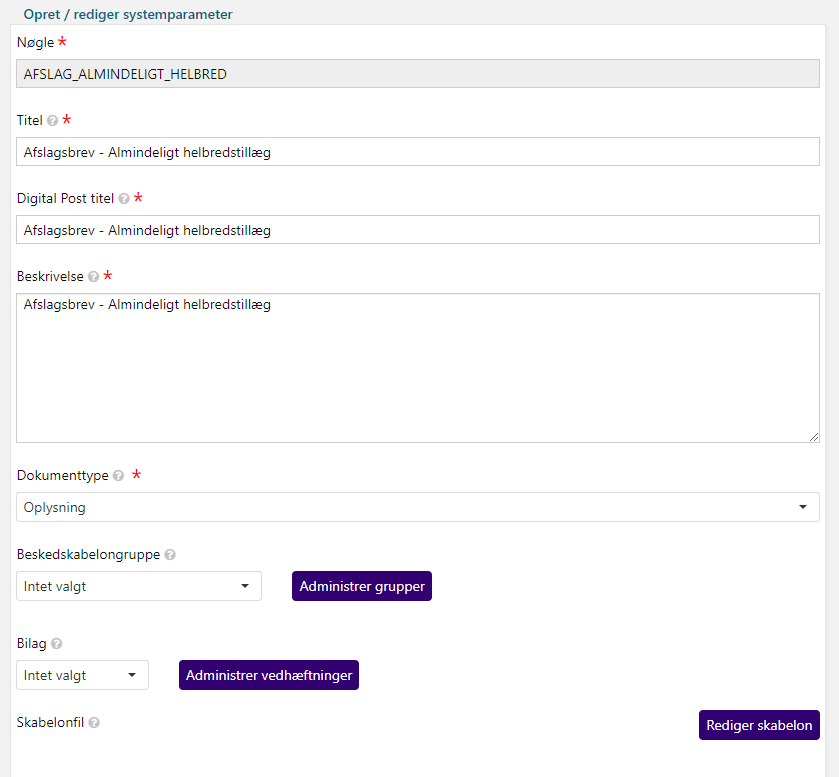 Opret / rediger systemparameter
Nøgle *
AFSLAG_ALMINDELIGT_HELBRED
Titel ? *
Afslagsbrev - Almindeligt helbredstillæg
Digital Post titel ? *
Afslagsbrev - Almindeligt helbredstillæg
Beskrivelse ? *
Afslagsbrev - Almindeligt helbredstillæg
Dokumenttype ? *
Oplysning
Beskedskabelongruppe ?
Intet valgt Administrer grupper
Bilag ?
Intet valgt Administrer vedhæftninger
Skabelonfil ? Rediger skabelon